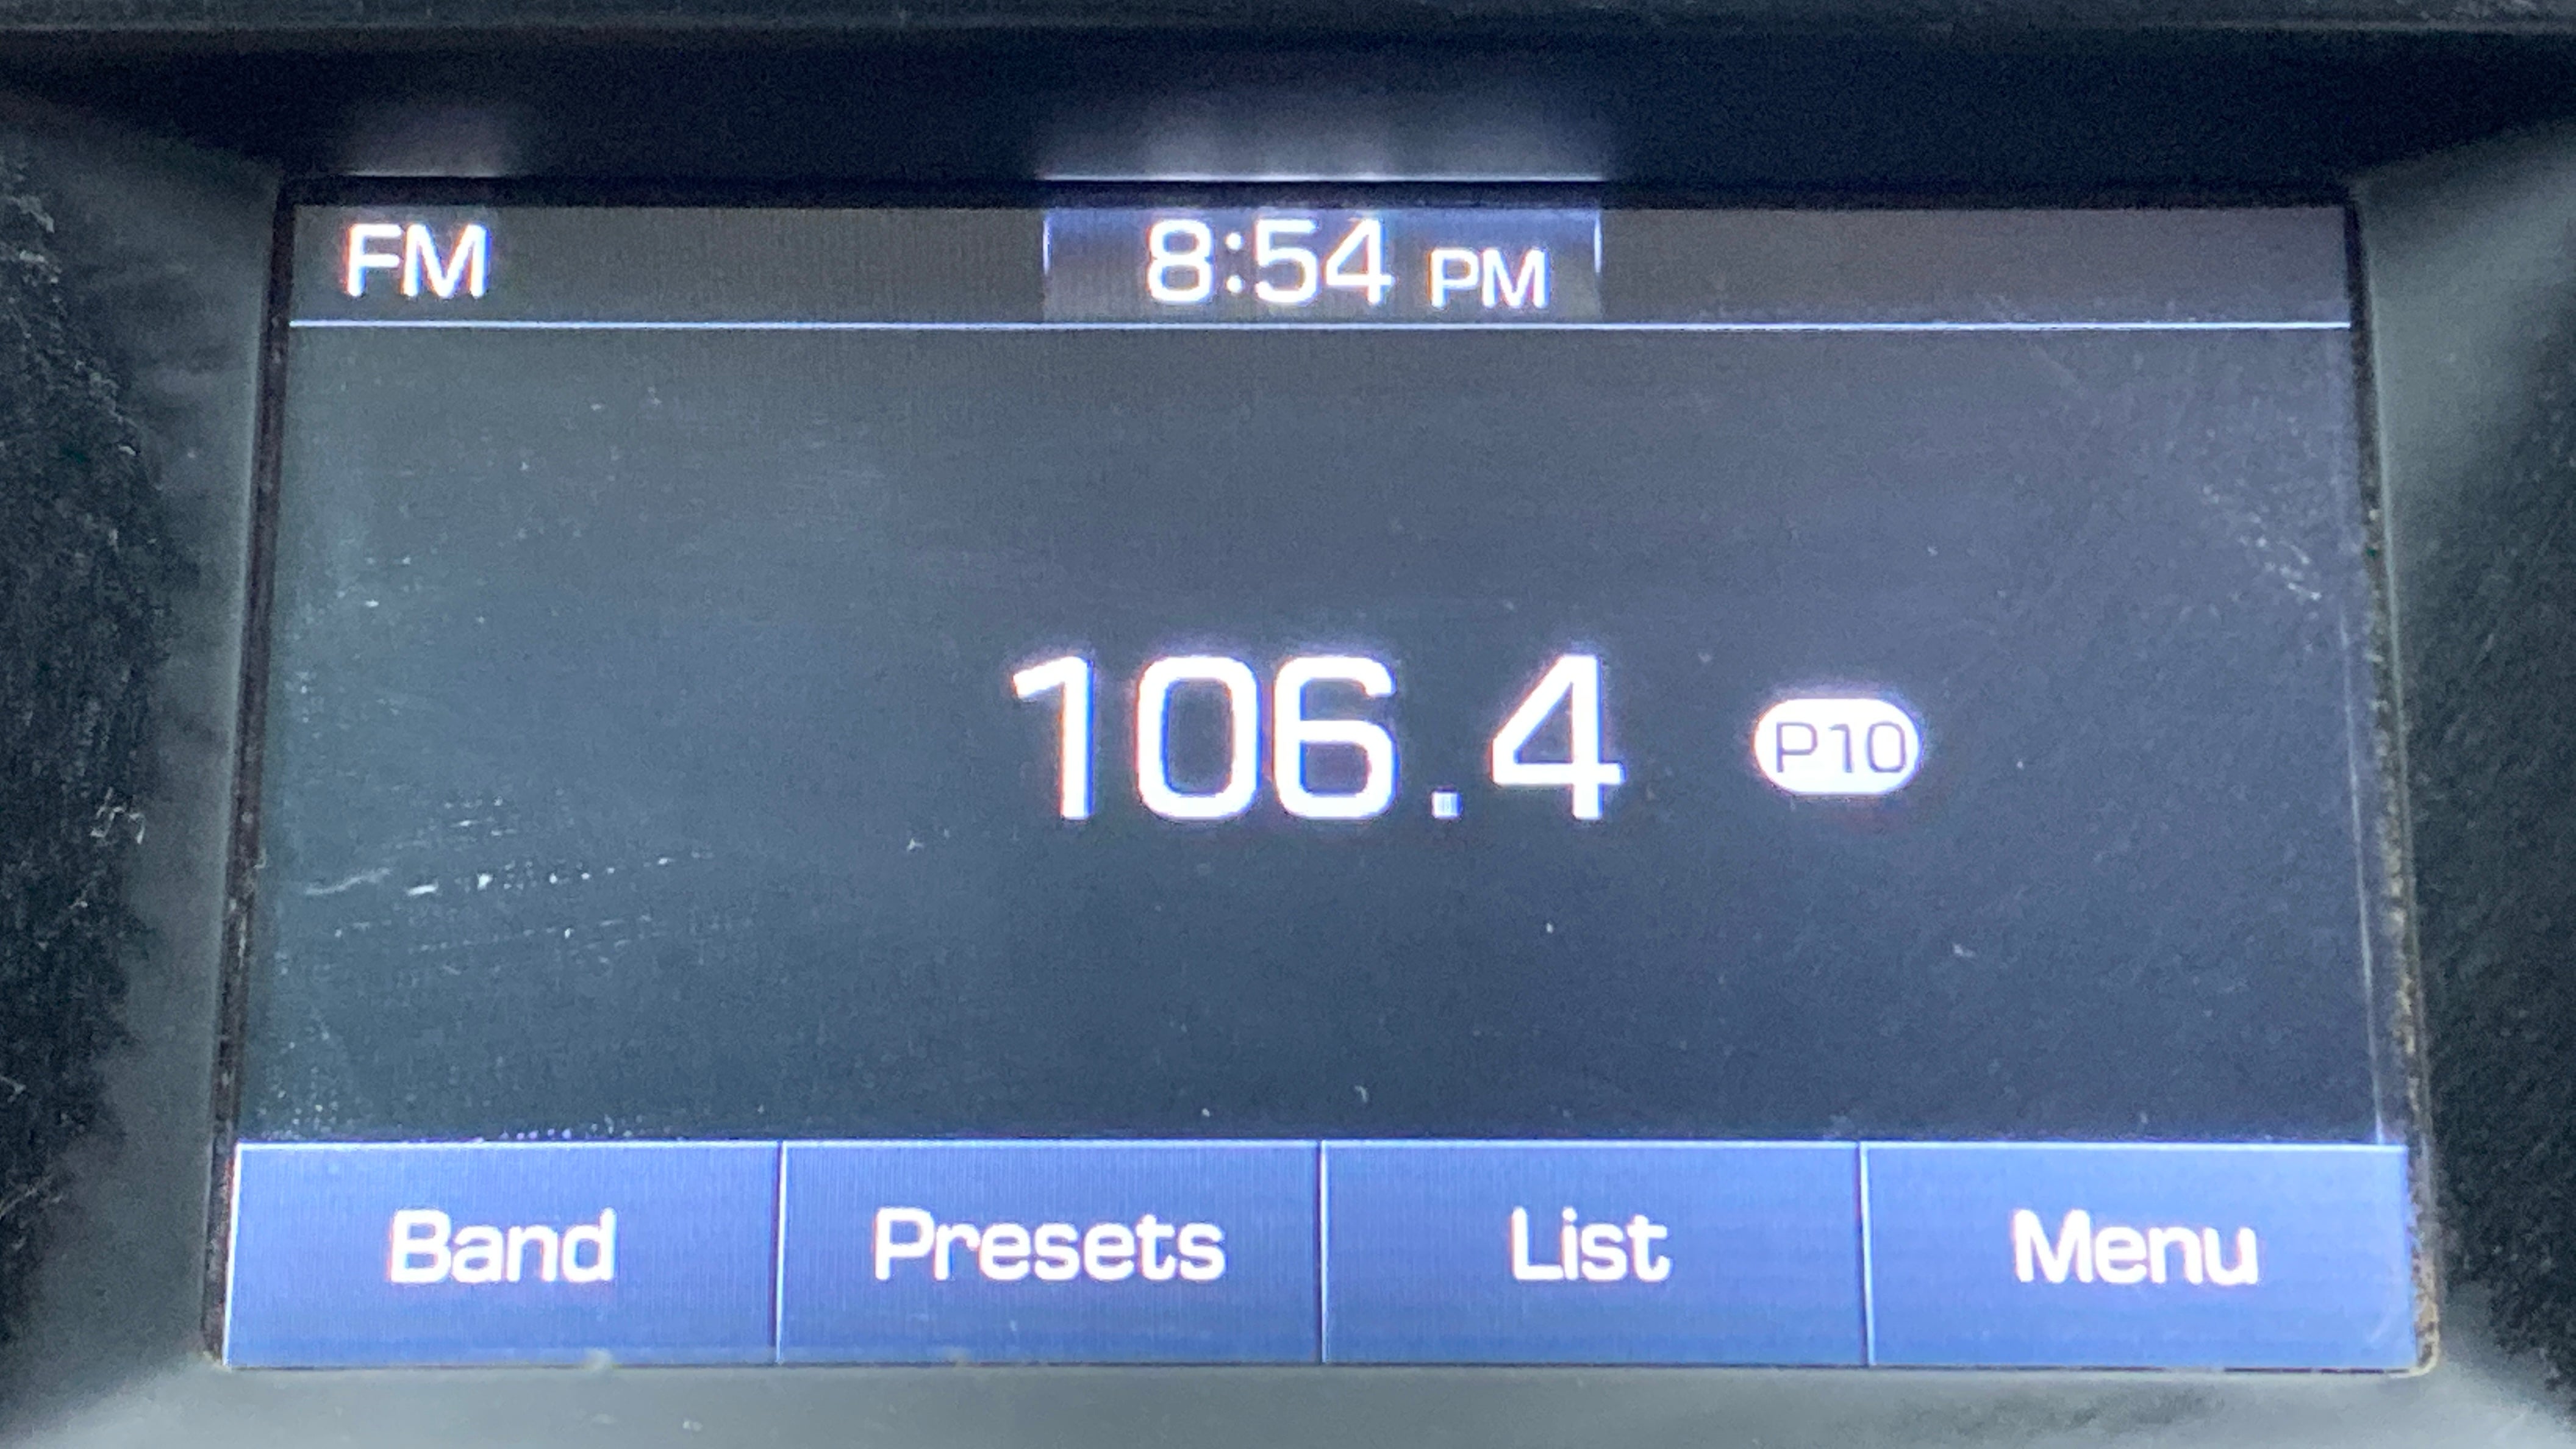 FM 8:54 PM
106.4 P10
Band Presets List Menu